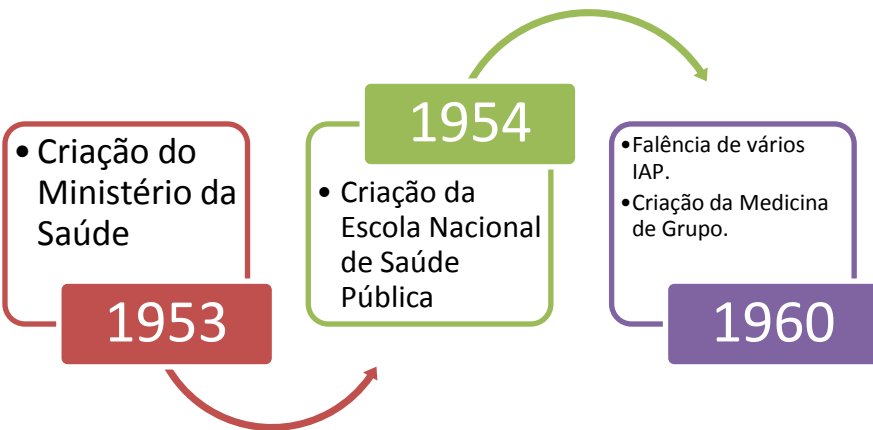 • Criação do
Ministério da
Saúde
1953
1954
• Criação da
Escola Nacional
de Saúde
Pública
•Falência de vários
IAP.
•Criação da Medicina
de Grupo.
1960